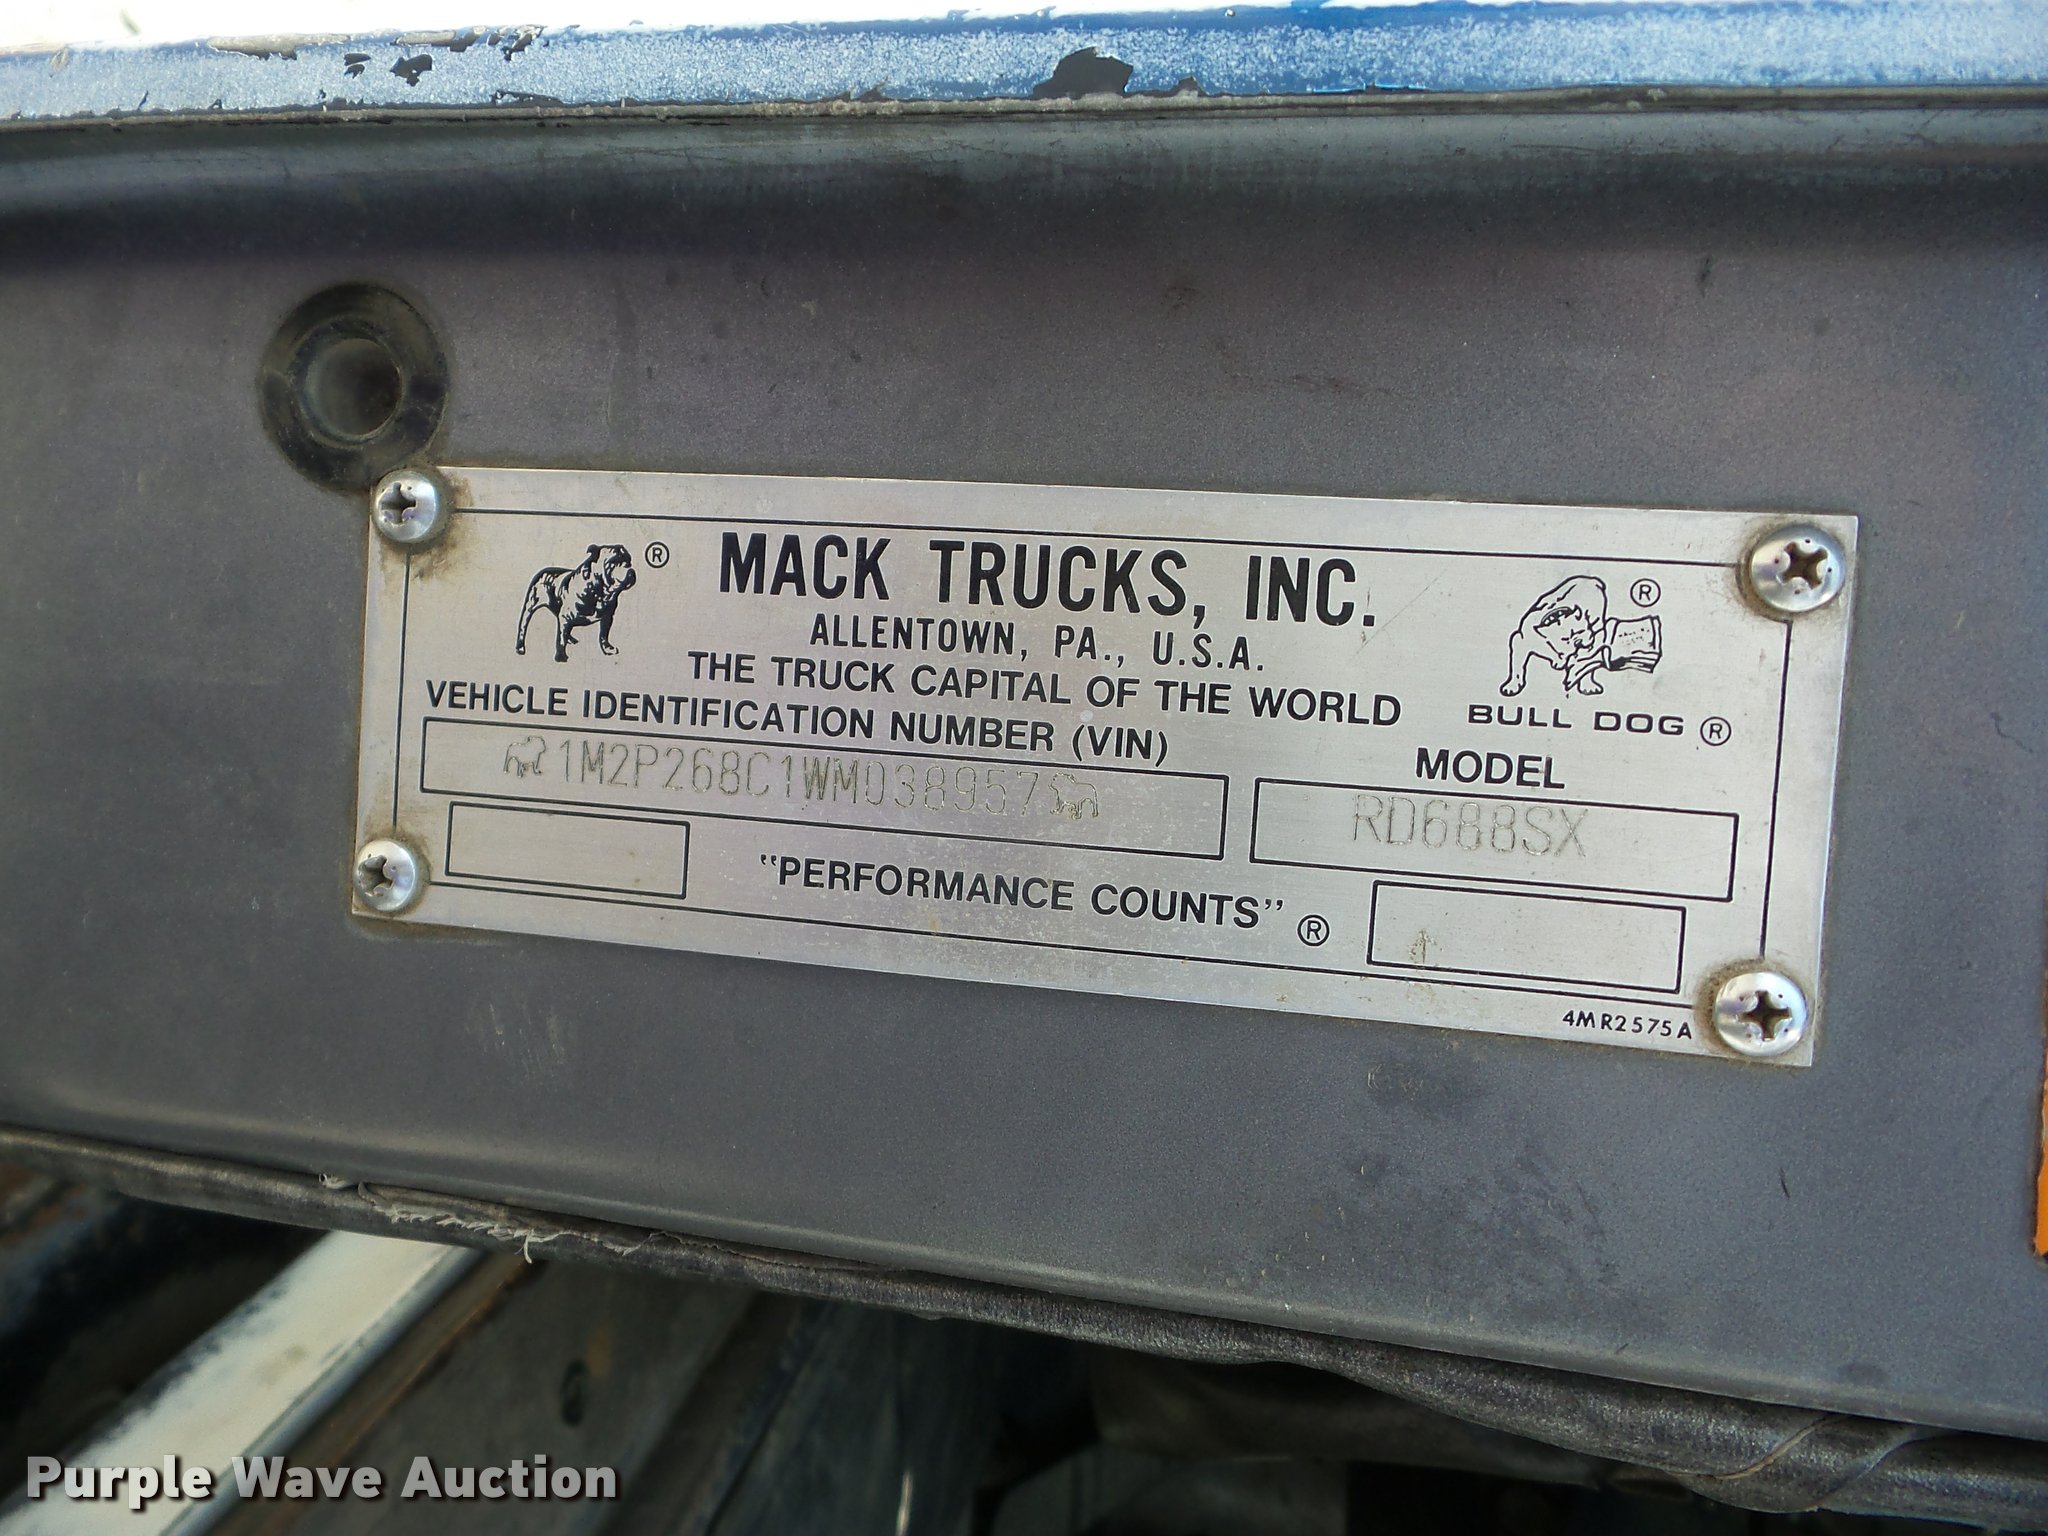 ® MACK TRUCKS, INC. ®
ALLENTOWN, PA., U.S.A.
THE TRUCK CAPITAL OF THE WORLD
BULL DOG ®
VEHICLE IDENTIFICATION NUMBER (VIN)
MODEL
1M2P268C1WM038957
RD688SX
"PERFORMANCE COUNTS" ®
4MR2575A
Purple Wave Auction